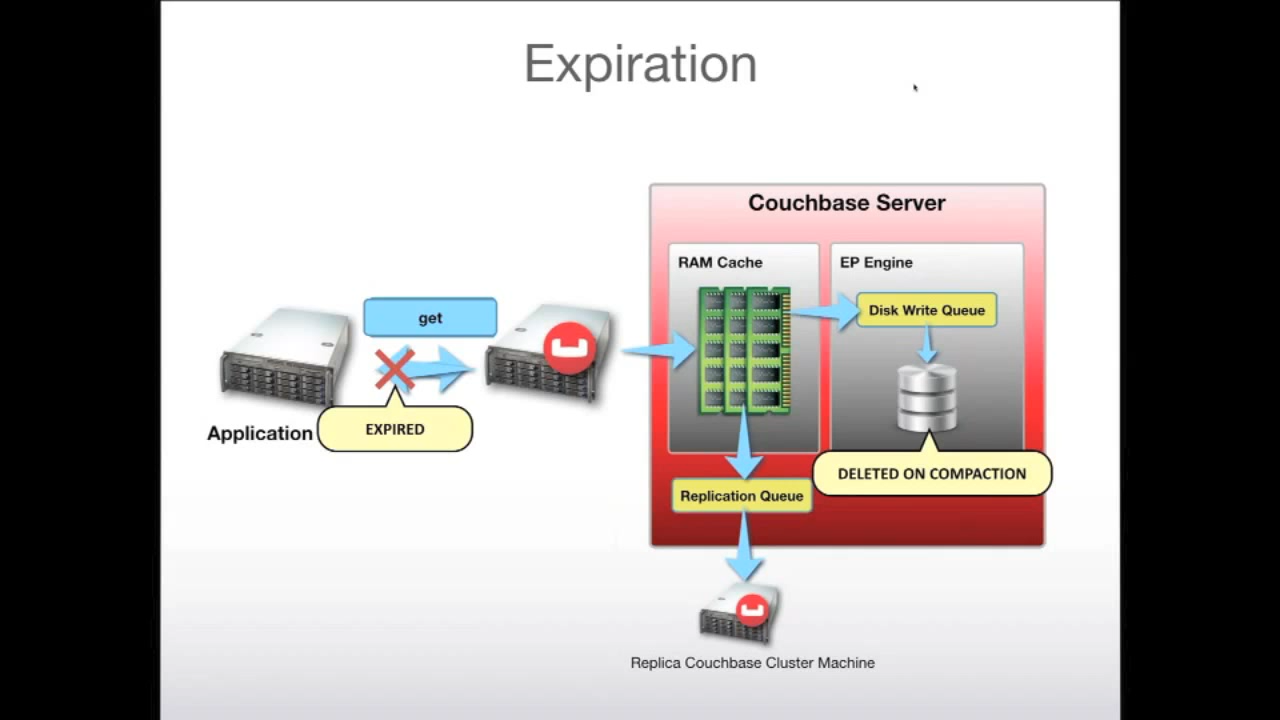 Expiration
Couchbase Server
RAM Cache
EP Engine
get
Disk Write Queue
Application
EXPIRED
DELETED ON COMPACTION
Replication Queue
Replica Couchbase Cluster Machine